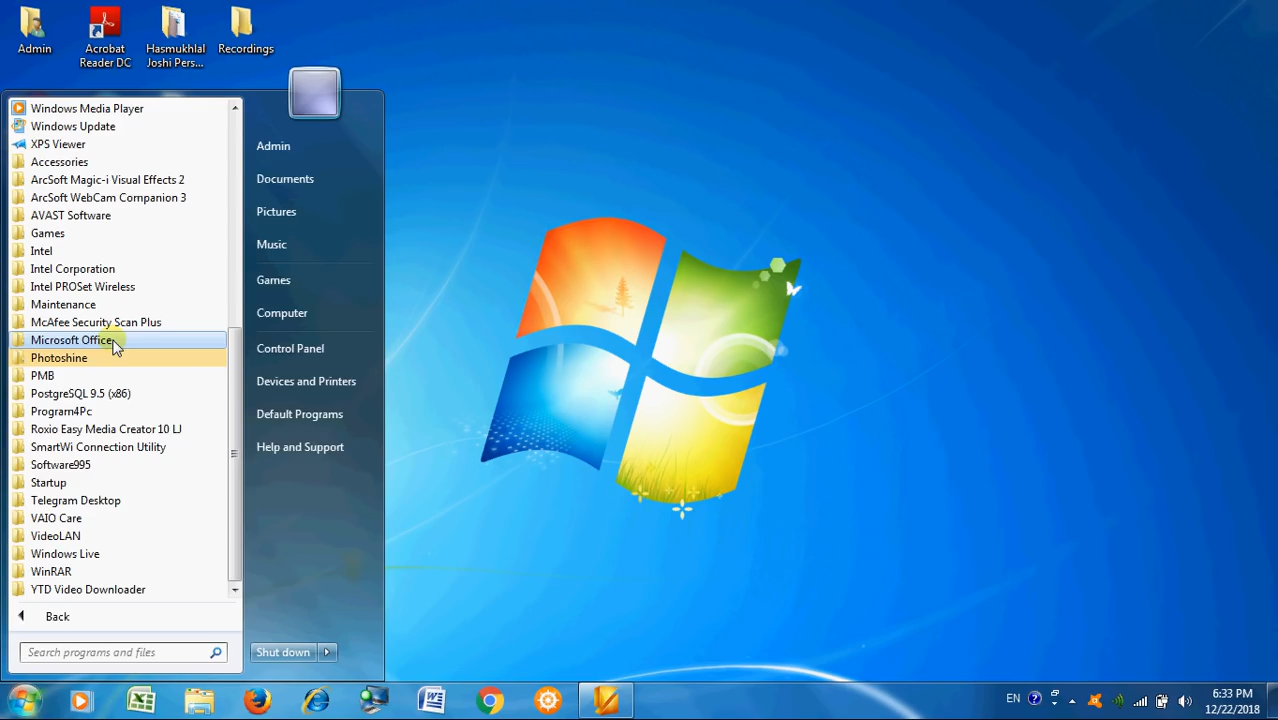 Admin
Acrobat
Reader DC
Hasmukhlal
Joshi Pers...
Recordings
Windows Media Player
Windows Update
XPS Viewer
Accessories
ArcSoft Magic-i Visual Effects 2
ArcSoft WebCam Companion 3
AVAST Software
Games
Intel
Intel Corporation
Intel PROSet Wireless
Maintenance
McAfee Security Scan Plus
Microsoft Office
Photoshine
PMB
PostgreSQL 9.5 (x86)
Program4Pc
Roxio Easy Media Creator 10 LJ
SmartWi Connection Utility
Software995
Startup
Telegram Desktop
VAIO Care
VideoLAN
Windows Live
WinRAR
YTD Video Downloader
Back
Search programs and files
Admin
Documents
Pictures
Music
Games
Computer
Control Panel
Devices and Printers
Default Programs
Help and Support
Shut down
EN
6:33 PM
12/22/2018